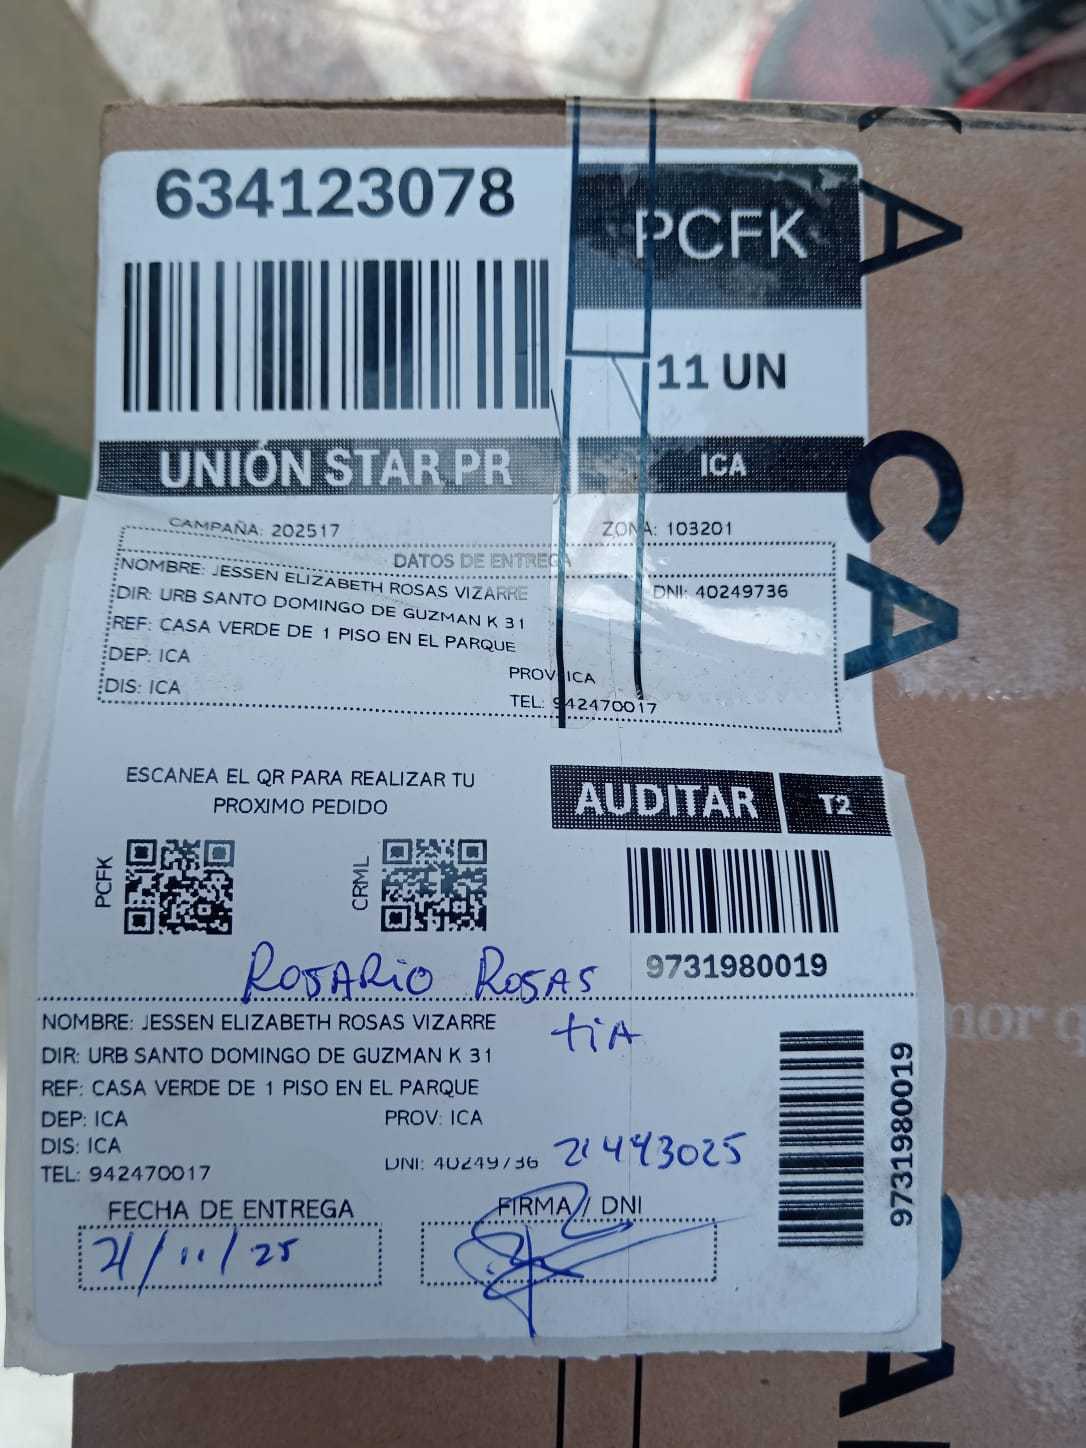 634123078
PCFK
11 UN
UNIÓN STAR PR
ICA
CAMPAÑA: 202517
ZONA: 103201
DATOS DE ENTREGA
NOMBRE: JESSEN ELIZABETH ROSAS VIZARRE
DNI: 40249736
DIR: URB SANTO DOMINGO DE GUZMAN K 31
REF: CASA VERDE DE 1 PISO EN EL PARQUE
DEP: ICA
PROV: ICA
DIS: ICA
TEL: 942470017
ESCANEA EL QR PARA REALIZAR TU
PROXIMO PEDIDO
AUDITAR
T2
PCFK
CRML
9731980019
ROSARIO ROSAS
NOMBRE: JESSEN ELIZABETH ROSAS VIZARRE
tiA
DIR: URB SANTO DOMINGO DE GUZMAN K 31
REF: CASA VERDE DE 1 PISO EN EL PARQUE
DEP: ICA
PROV: ICA
DIS: ICA
DNI: 40249736
21443025
TEL: 942470017
9731980019
FECHA DE ENTREGA
FIRMA / DNI
21/11/25
CA